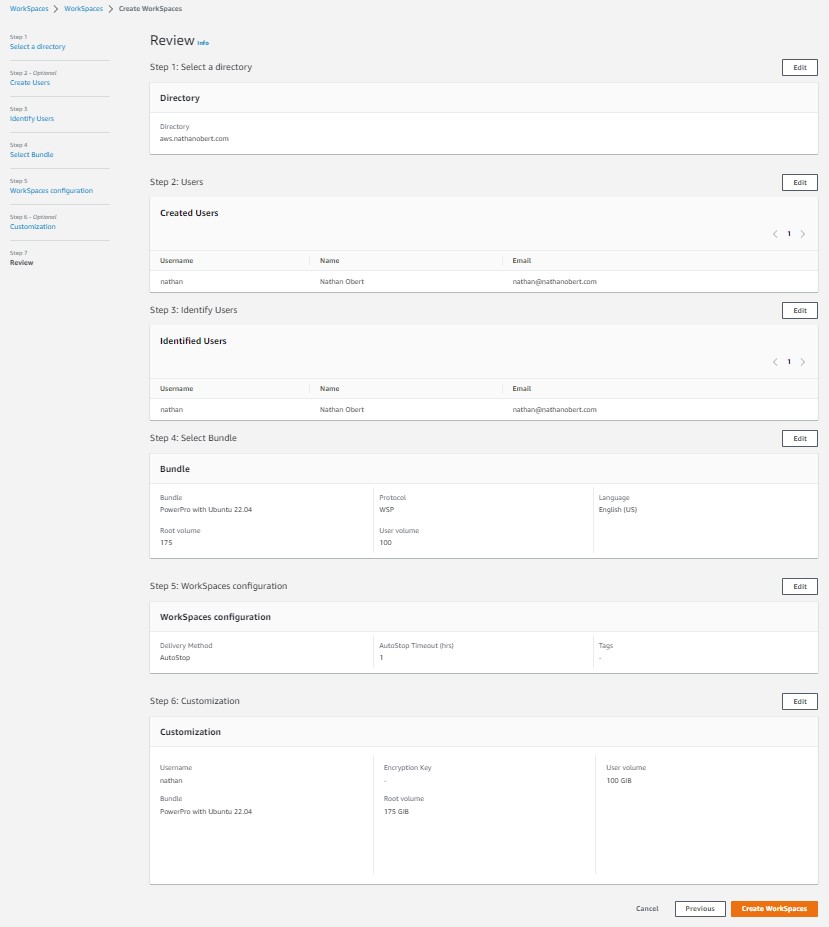 WorkSpaces > WorkSpaces > Create WorkSpaces
Step 1
Select a directory
Step 2 - Optional
Create Users
Step 3
Identify Users
Step 4
Select Bundle
Step 5
WorkSpaces configuration
Step 6 - Optional
Customization
Step 7
Review
Review Info
Step 1: Select a directory Edit
Directory
Directory
aws.nathanobert.com
Step 2: Users Edit
Created Users
< 1 >
Username Name Email
nathan Nathan Obert nathan@nathanobert.com
Step 3: Identify Users Edit
Identified Users
< 1 >
Username Name Email
nathan Nathan Obert nathan@nathanobert.com
Step 4: Select Bundle Edit
Bundle
Bundle Protocol Language
PowerPro with Ubuntu 22.04 WSP English (US)
Root volume User volume
175 100
Step 5: WorkSpaces configuration Edit
WorkSpaces configuration
Delivery Method AutoStop Timeout (hrs) Tags
AutoStop 1 -
Step 6: Customization Edit
Customization
Username Encryption Key User volume
nathan - 100 GIB
Bundle Root volume
PowerPro with Ubuntu 22.04 175 GIB
Cancel Previous Create WorkSpaces